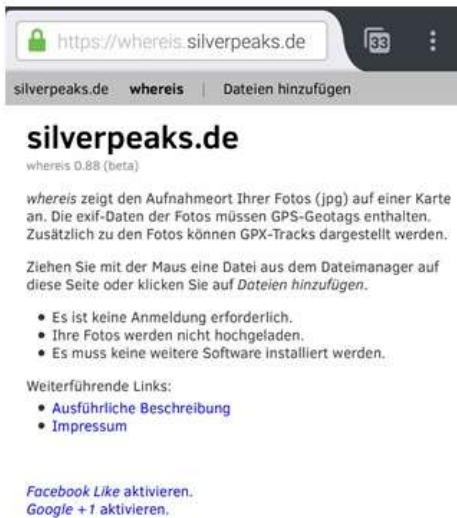 https://whereis.silverpeaks.de 33
silverpeaks.de whereis | Dateien hinzufügen
silverpeaks.de
whereis 0.88 (beta)
whereis zeigt den Aufnahmeort Ihrer Fotos (jpg) auf einer Karte
an. Die exif-Daten der Fotos müssen GPS-Geotags enthalten.
Zusätzlich zu den Fotos können GPX-Tracks dargestellt werden.
Ziehen Sie mit der Maus eine Datei aus dem Dateimanager auf
diese Seite oder klicken Sie auf Dateien hinzufügen.
• Es ist keine Anmeldung erforderlich.
• Ihre Fotos werden nicht hochgeladen.
• Es muss keine weitere Software installiert werden.
Weiterführende Links:
• Ausführliche Beschreibung
• Impressum
Facebook Like aktivieren.
Google +1 aktivieren.